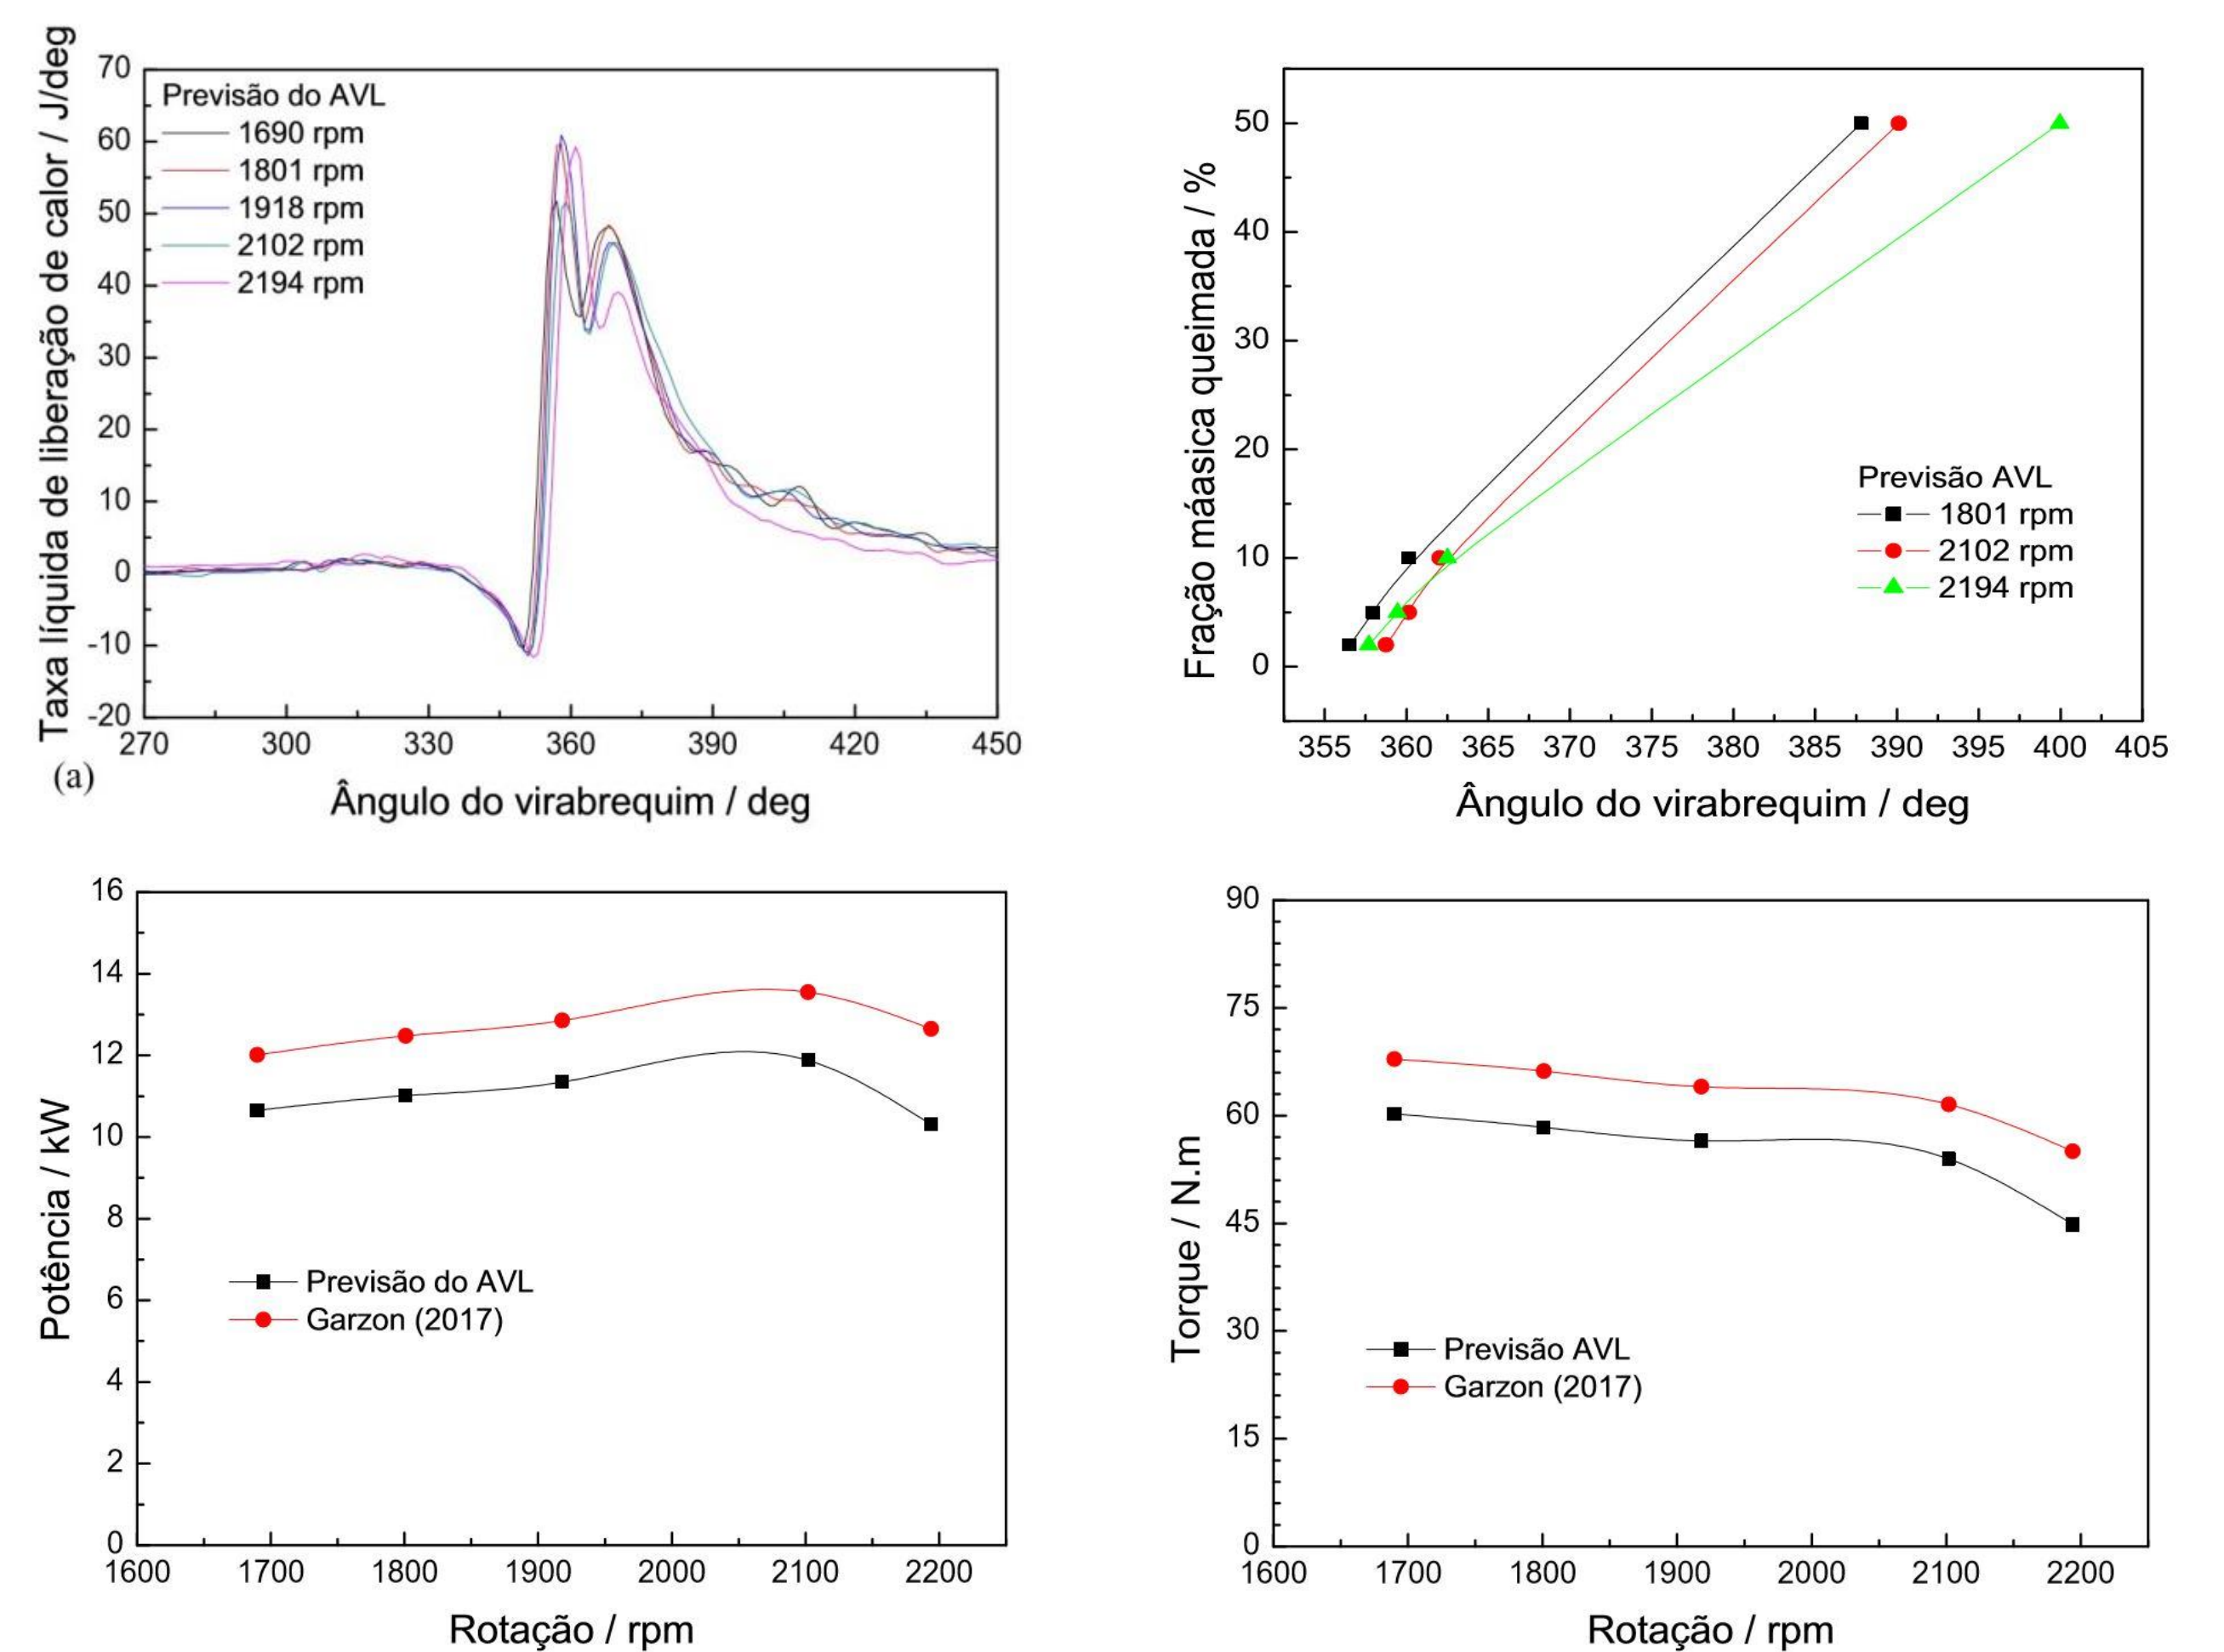 Taxa líquida de liberação de calor / J/deg
70
60
50
40
30
20
10
0
-10
-20
Previsão do AVL
1690 rpm
1801 rpm
1918 rpm
2102 rpm
2194 rpm
270 300 330 360 390 420 450
(a)
Ângulo do virabrequim / deg
Fração máasica queimada / %
50
40
30
20
10
0
Previsão AVL
1801 rpm
2102 rpm
2194 rpm
355 360 365 370 375 380 385 390 395 400 405
Ângulo do virabrequim / deg
Potência / kW
16
14
12
10
8
6
4
2
0
Previsão do AVL
Garzon (2017)
1600 1700 1800 1900 2000 2100 2200
Rotação / rpm
Torque / N.m
90
75
60
45
30
15
0
Previsão AVL
Garzon (2017)
1600 1700 1800 1900 2000 2100 2200
Rotação / rpm